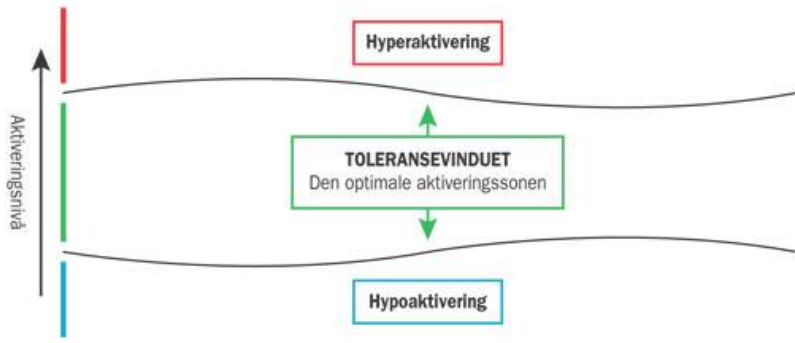 Hyperaktivering
Aktiveringsnivå
TOLERANSEVINDUET
Den optimale aktiveringssonen
Hypoaktivering